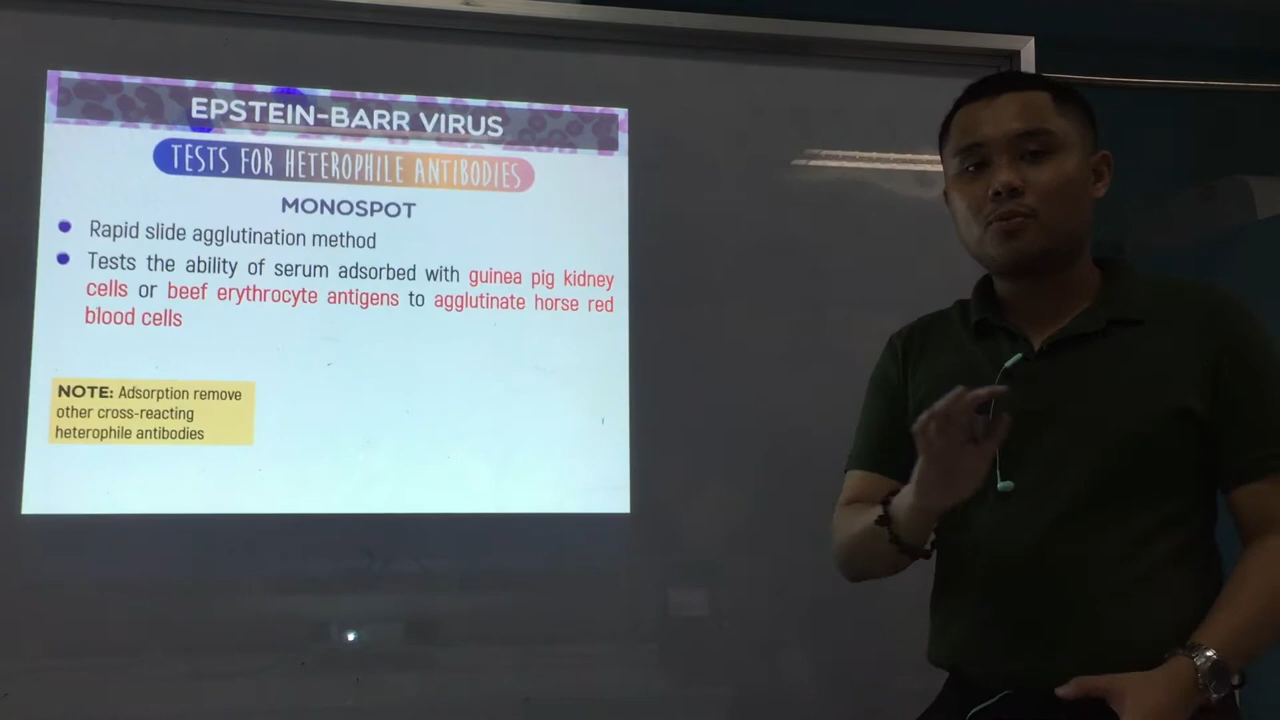 EPSTEIN-BARR VIRUS
TESTS FOR HETEROPHILE ANTIBODIES
MONOSPOT
Rapid slide agglutination method
Tests the ability of serum adsorbed with guinea pig kidney
cells or beef erythrocyte antigens to agglutinate horse red
blood cells
NOTE: Adsorption remove
other cross-reacting
heterophile antibodies